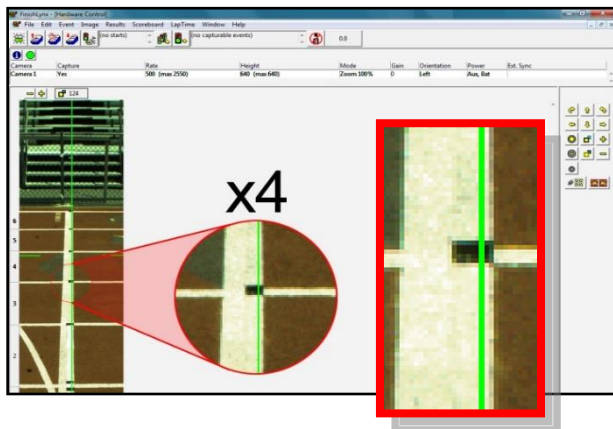 FinishLynx - [Hardware Control]
File Edit Event Image Results Scoreboard LapTime Window Help
(no starts) (no capturable events) 0.0
Camera Capture Rate Height Mode Gain Orientation Power Ext. Sync
Camera 1 Yes 500 (max 2550) 640 (max 640) Zoom 100% 0 Left Aux, Bat
124
x4
6
5
4
3
2